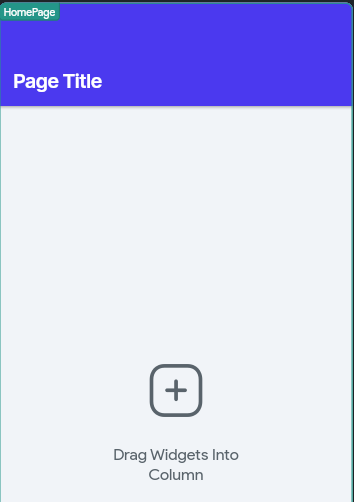 HomePage
Page Title
Drag Widgets Into
Column